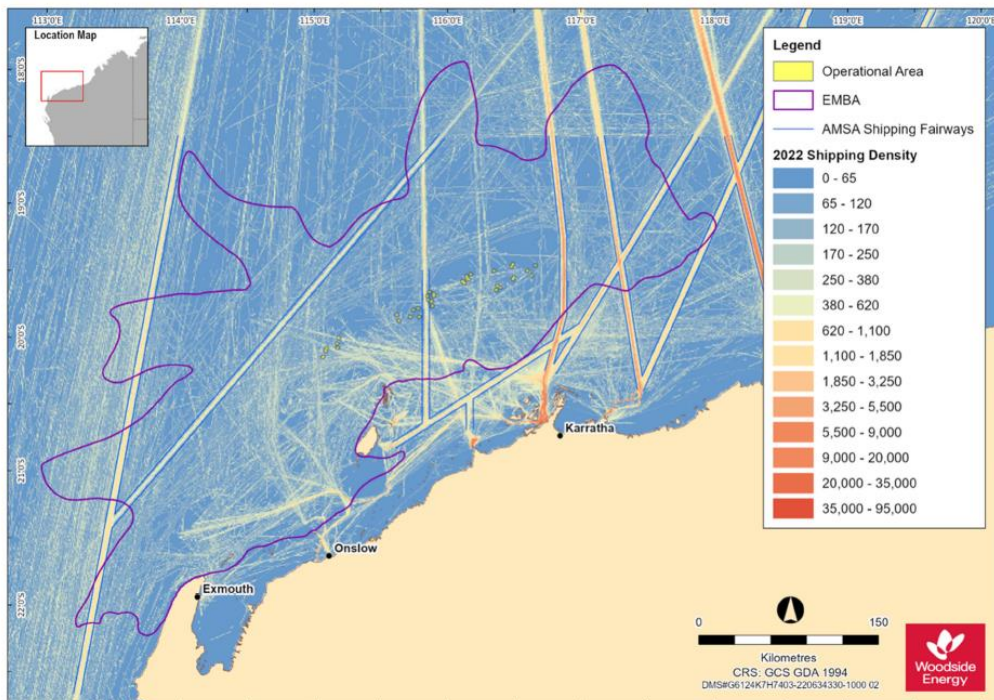 113°0'E 114°0'E 115°0'E 116°0'E 117°0'E 118°0'E 119°0'E 120°0'E
Location Map
18°0'S
19°0'S
20°0'S
21°0'S
22°0'S
Legend
Operational Area
EMBA
AMSA Shipping Fairways
2022 Shipping Density
0 - 65
65 - 120
120 - 170
170 - 250
250 - 380
380 - 620
620 - 1,100
1,100 - 1,850
1,850 - 3,250
3,250 - 5,500
5,500 - 9,000
9,000 - 20,000
20,000 - 35,000
35,000 - 95,000
Karratha
Onslow
Exmouth
0 150
Kilometres
CRS: GCS GDA 1994
DMS#G6124K7H7403-220634330-1000 02
Woodside
Energy